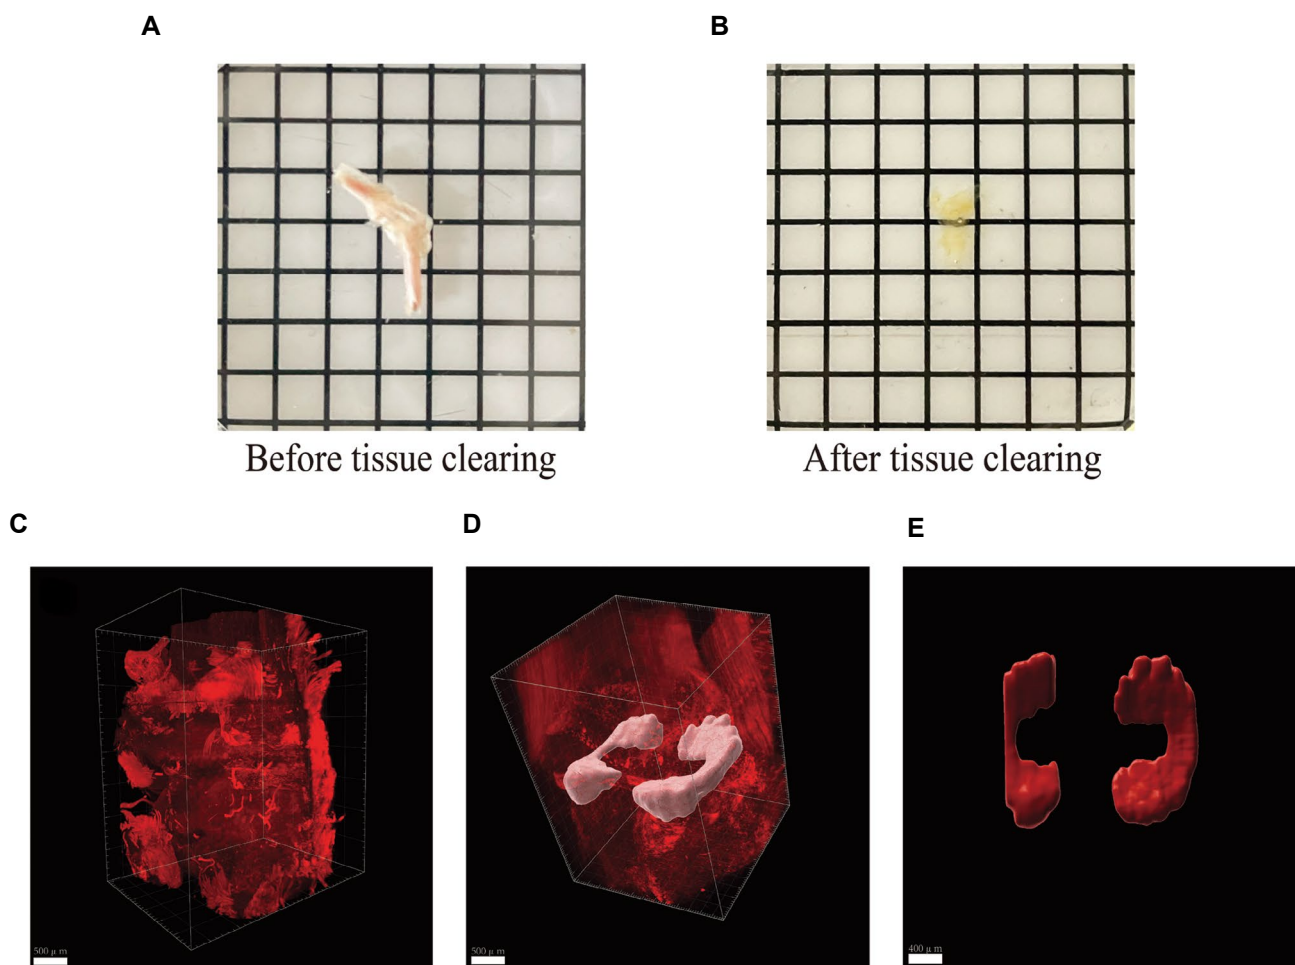 A
B
Before tissue clearing
After tissue clearing
C
D
E
500 μ m
500 μ m
400 μ m